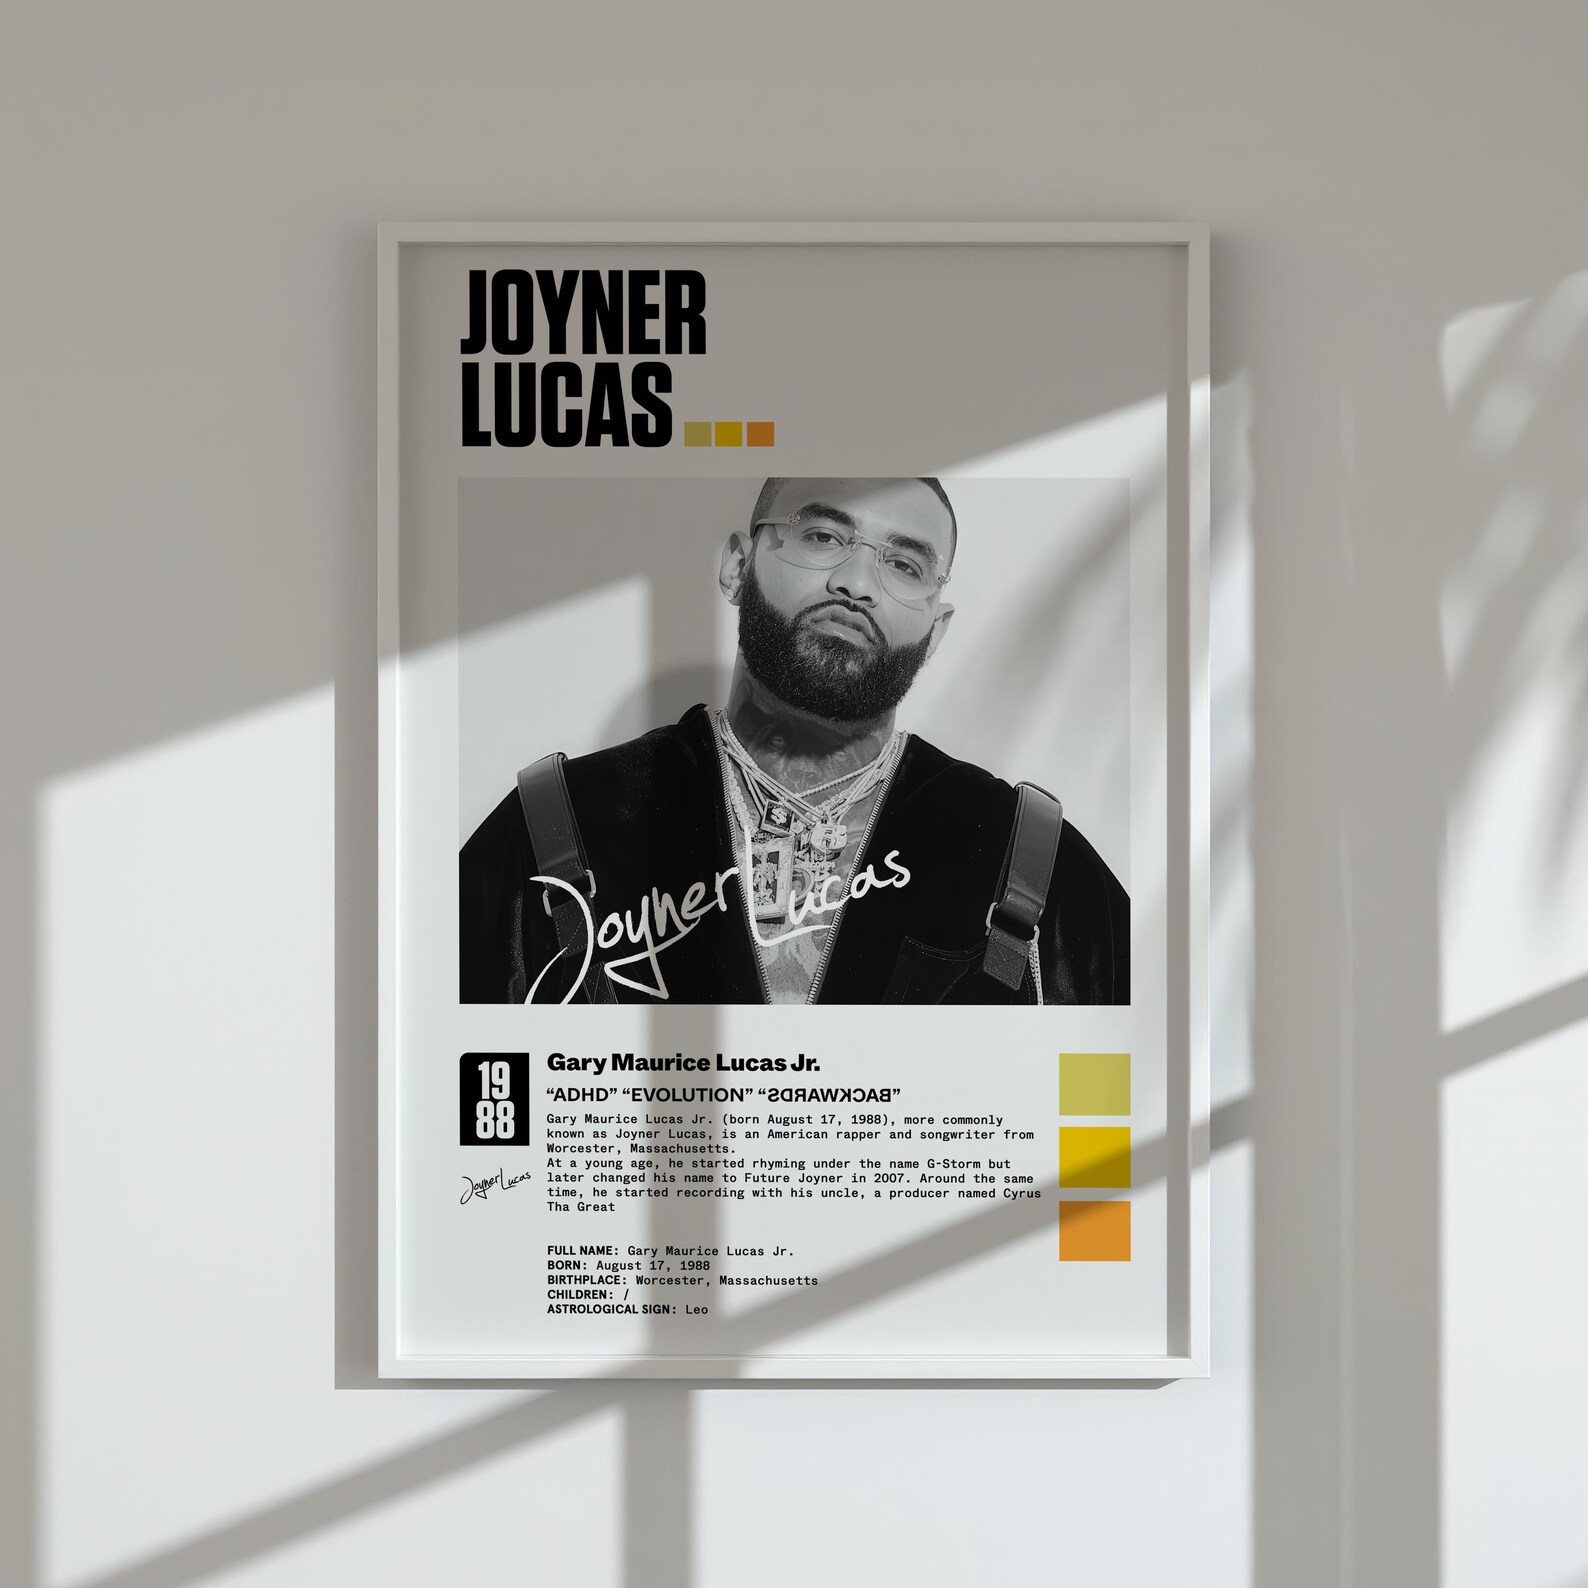 JOYNER
LUCAS
Joyner Lucas
19
88
Joyner Lucas
Gary Maurice Lucas Jr.
“ADHD” “EVOLUTION” “BACKWARDS”
Gary Maurice Lucas Jr. (born August 17, 1988), more commonly
known as Joyner Lucas, is an American rapper and songwriter from
Worcester, Massachusetts.
At a young age, he started rhyming under the name G-Storm but
later changed his name to Future Joyner in 2007. Around the same
time, he started recording with his uncle, a producer named Cyrus
Tha Great
FULL NAME: Gary Maurice Lucas Jr.
BORN: August 17, 1988
BIRTHPLACE: Worcester, Massachusetts
CHILDREN: /
ASTROLOGICAL SIGN: Leo